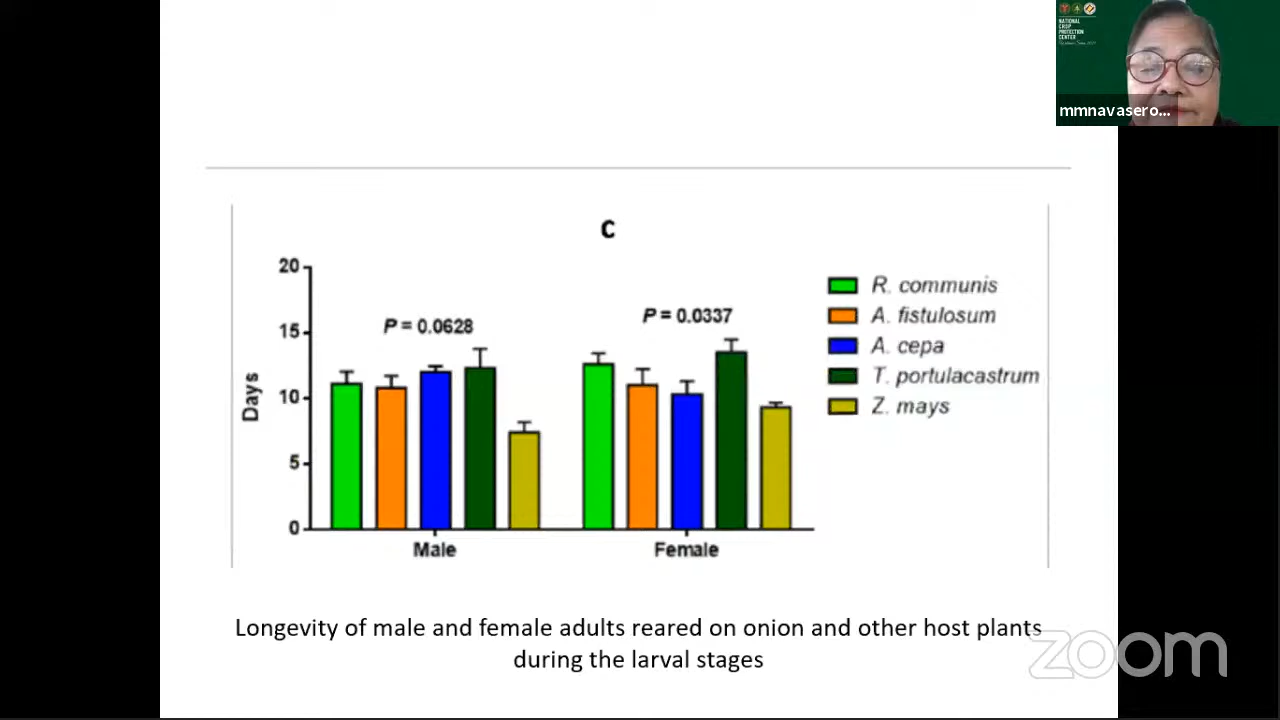 NATIONAL
CROP
PROTECTION
CENTER
mmnavasero...
C
20
15
10
5
0
Days
P = 0.0628
P = 0.0337
Male
Female
R. communis
A. fistulosum
A. cepa
T. portulacastrum
Z. mays
Longevity of male and female adults reared on onion and other host plants
during the larval stages
zoom